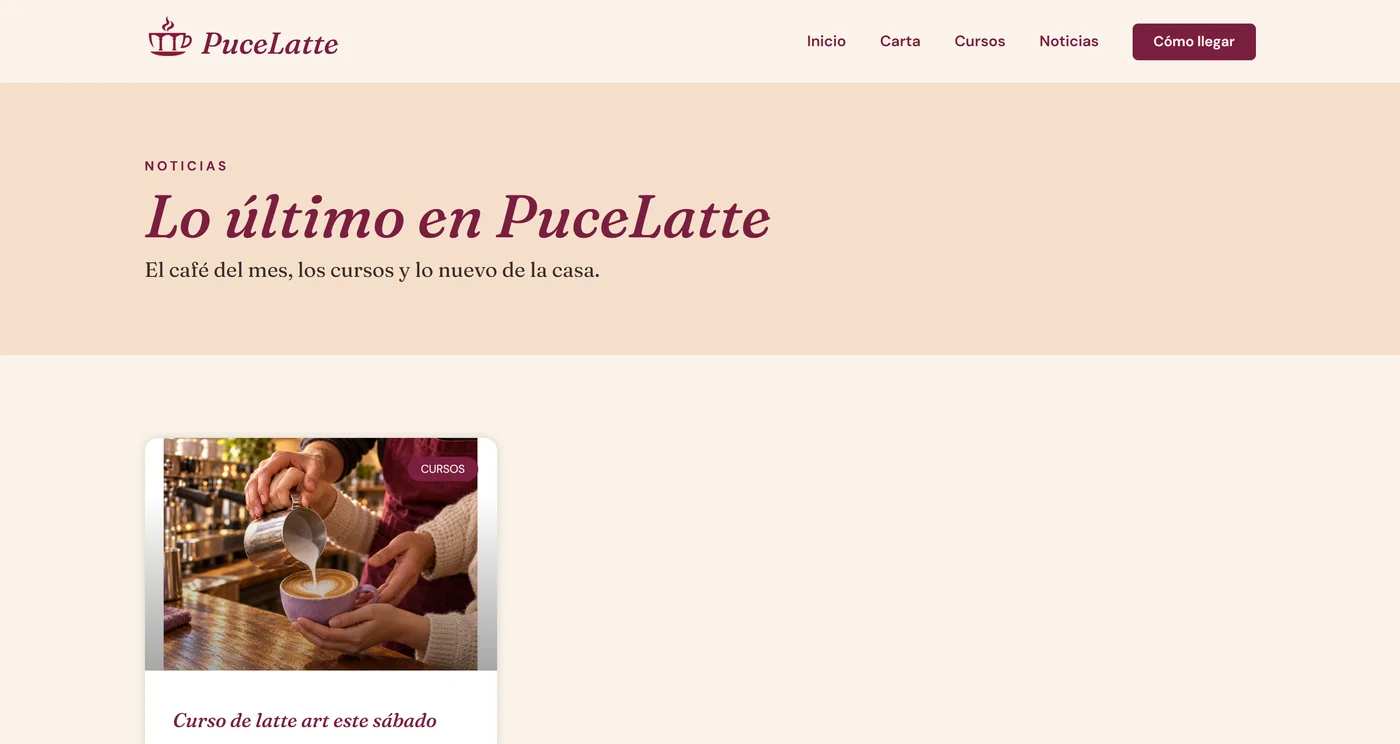 PuceLatte
Inicio Carta Cursos Noticias Cómo llegar
NOTICIAS
Lo último en PuceLatte
El café del mes, los cursos y lo nuevo de la casa.
CURSOS
Curso de latte art este sábado